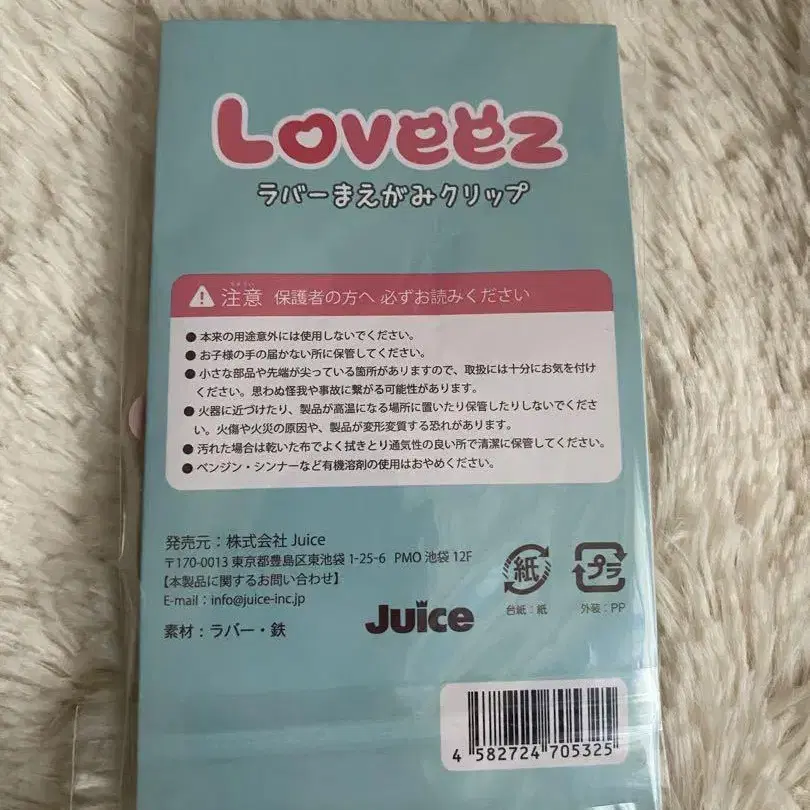 Loveez
ラバーまえがみクリップ
注意 保護者の方へ 必ずお読みください
● 本来の用途意外には使用しないでください。
● お子様の手の届かない所に保管してください。
● 小さな部品や先端が尖っている箇所がありますので、取扱には十分にお気を付け
ください。思わぬ怪我や事故に繋がる可能性があります。
● 火器に近づけたり、製品が高温になる場所に置いたり保管したりしないでくださ
い。火傷や火災の原因や、製品が変形変質する恐れがあります。
● 汚れた場合は乾いた布でよく拭きとり通気性の良い所で清潔に保管してください。
● ベンジン・シンナーなど有機溶剤の使用はおやめください。
発売元：株式会社 Juice
〒170-0013 東京都豊島区東池袋 1-25-6 PMO 池袋 12F
【本製品に関するお問い合わせ】
E-mail：info@juice-inc.jp
素材：ラバー・鉄
Juice
紙
台紙：紙
プラ
外装：PP
4 582724 705325